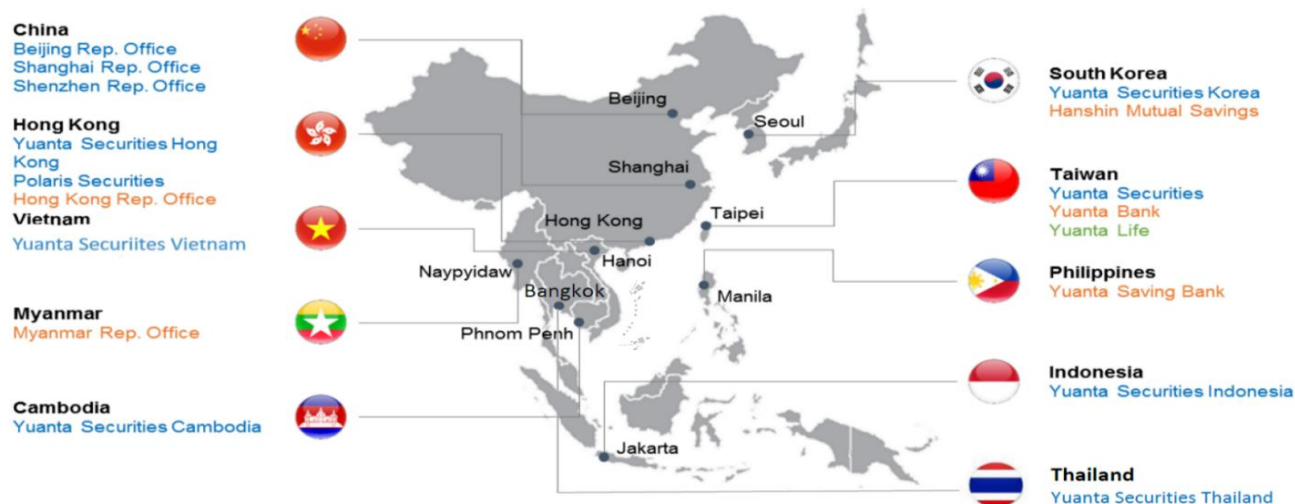 China
Beijing Rep. Office
Shanghai Rep. Office
Shenzhen Rep. Office
Hong Kong
Yuanta Securities Hong
Kong
Polaris Securities
Hong Kong Rep. Office
Vietnam
Yuanta Securiites Vietnam
Myanmar
Myanmar Rep. Office
Cambodia
Yuanta Securities Cambodia
Beijing
Seoul
Shanghai
Hong Kong
Taipei
Hanoi
Naypyidaw
Bangkok
Manila
Phnom Penh
Jakarta
South Korea
Yuanta Securities Korea
Hanshin Mutual Savings
Taiwan
Yuanta Securities
Yuanta Bank
Yuanta Life
Philippines
Yuanta Saving Bank
Indonesia
Yuanta Securities Indonesia
Thailand
Yuanta Securities Thailand